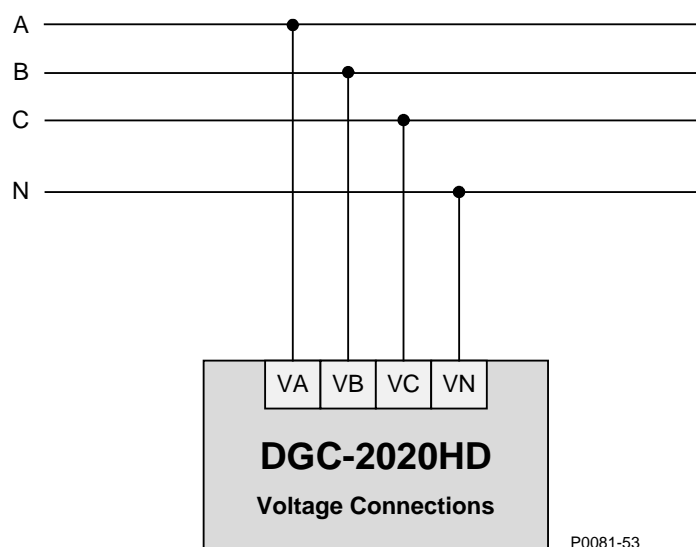 A
B
C
N
VA VB VC VN
DGC-2020HD
Voltage Connections
P0081-53